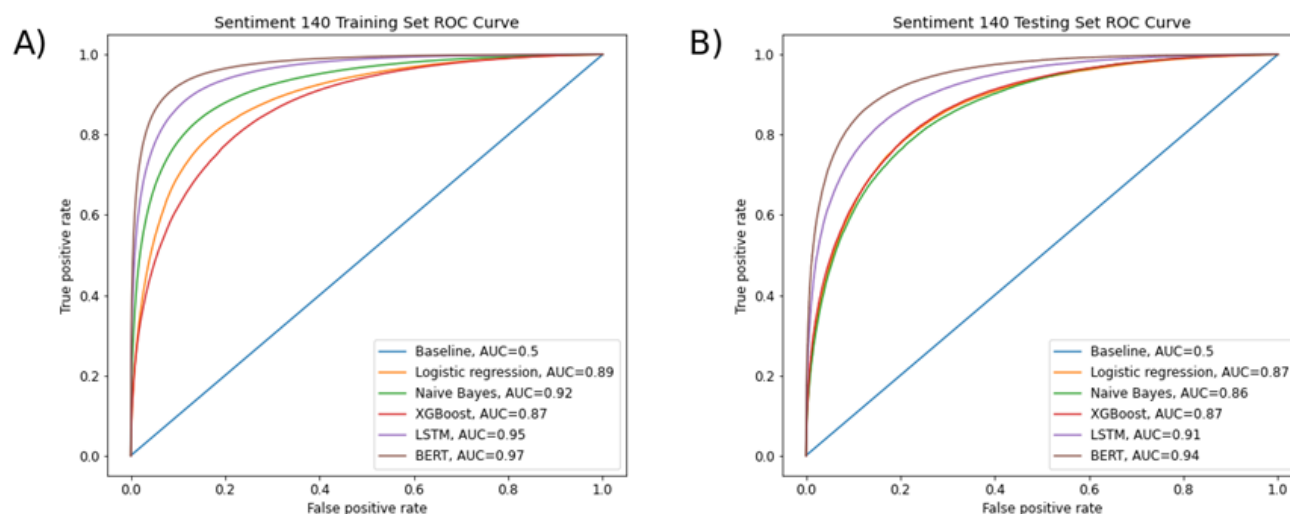 A)
Sentiment 140 Training Set ROC Curve
1.0
0.8
0.6
0.4
0.2
0.0
True positive rate
0.0 0.2 0.4 0.6 0.8 1.0
False positive rate
Baseline, AUC=0.5
Logistic regression, AUC=0.89
Naive Bayes, AUC=0.92
XGBoost, AUC=0.87
LSTM, AUC=0.95
BERT, AUC=0.97
B)
Sentiment 140 Testing Set ROC Curve
1.0
0.8
0.6
0.4
0.2
0.0
True positive rate
0.0 0.2 0.4 0.6 0.8 1.0
False positive rate
Baseline, AUC=0.5
Logistic regression, AUC=0.87
Naive Bayes, AUC=0.86
XGBoost, AUC=0.87
LSTM, AUC=0.91
BERT, AUC=0.94